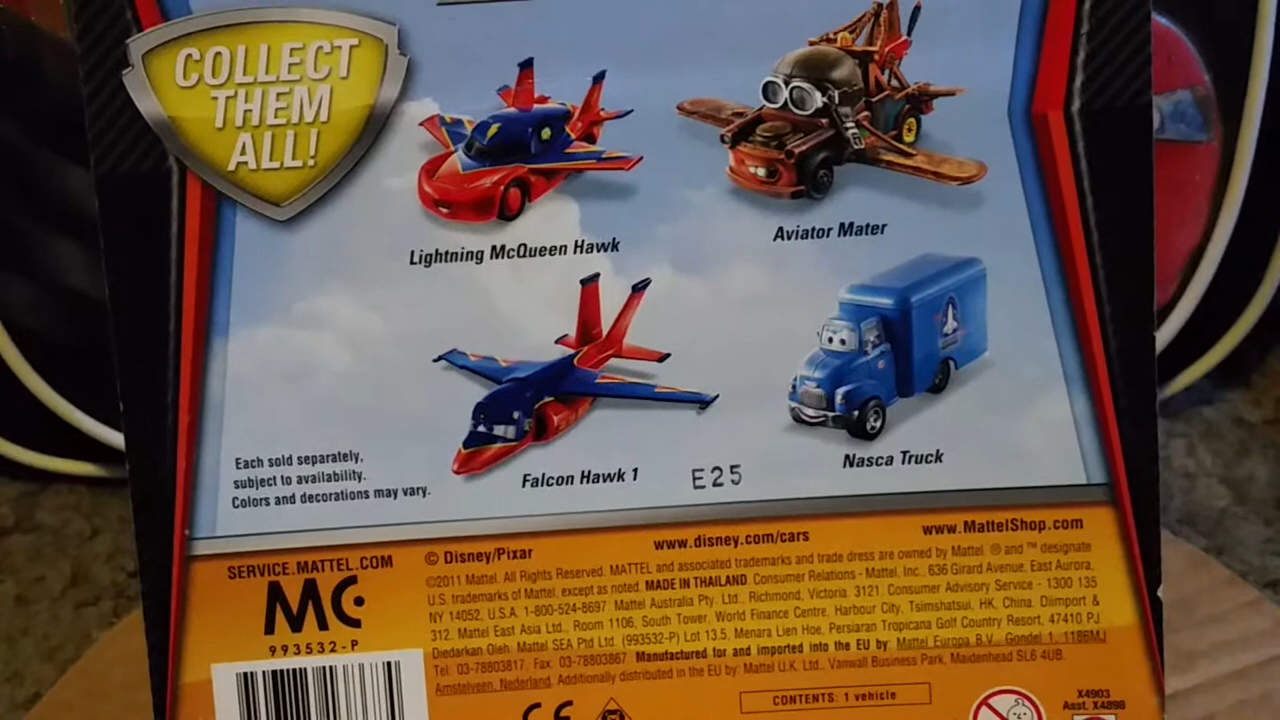 COLLECT
THEM
ALL!
Lightning McQueen Hawk
Aviator Mater
Falcon Hawk 1
Nasca Truck
E25
Each sold separately,
subject to availability.
Colors and decorations may vary.
SERVICE.MATTEL.COM
MC
993532-P
© Disney/Pixar
www.disney.com/cars
www.MattelShop.com
©2011 Mattel. All Rights Reserved. MATTEL and associated trademarks and trade dress are owned by Mattel. ® and ™ designate
U.S. trademarks of Mattel, except as noted. MADE IN THAILAND. Consumer Relations - Mattel, Inc., 636 Girard Avenue, East Aurora,
NY 14052, U.S.A. 1-800-524-8697. Mattel Australia Pty. Ltd., Richmond, Victoria. 3121. Consumer Advisory Service - 1300 135
312. Mattel East Asia Ltd., Room 1106, South Tower, World Finance Centre, Harbour City, Tsimshatsui, HK, China. Diimport &
Diedarkan Oleh: Mattel SEA Ptd Ltd. (993532-P) Lot 13.5, Menara Lien Hoe, Persiaran Tropicana Golf Country Resort, 47410 PJ.
Tel: 03-78803817, Fax: 03-78803867. Manufactured for and imported into the EU by: Mattel Europa B.V., Gondel 1, 1186MJ
Amstelveen, Nederland. Additionally distributed in the EU by: Mattel U.K. Ltd., Vanwall Business Park, Maidenhead SL6 4UB.
CONTENTS: 1 vehicle
CE
X4903
Asst. X4898